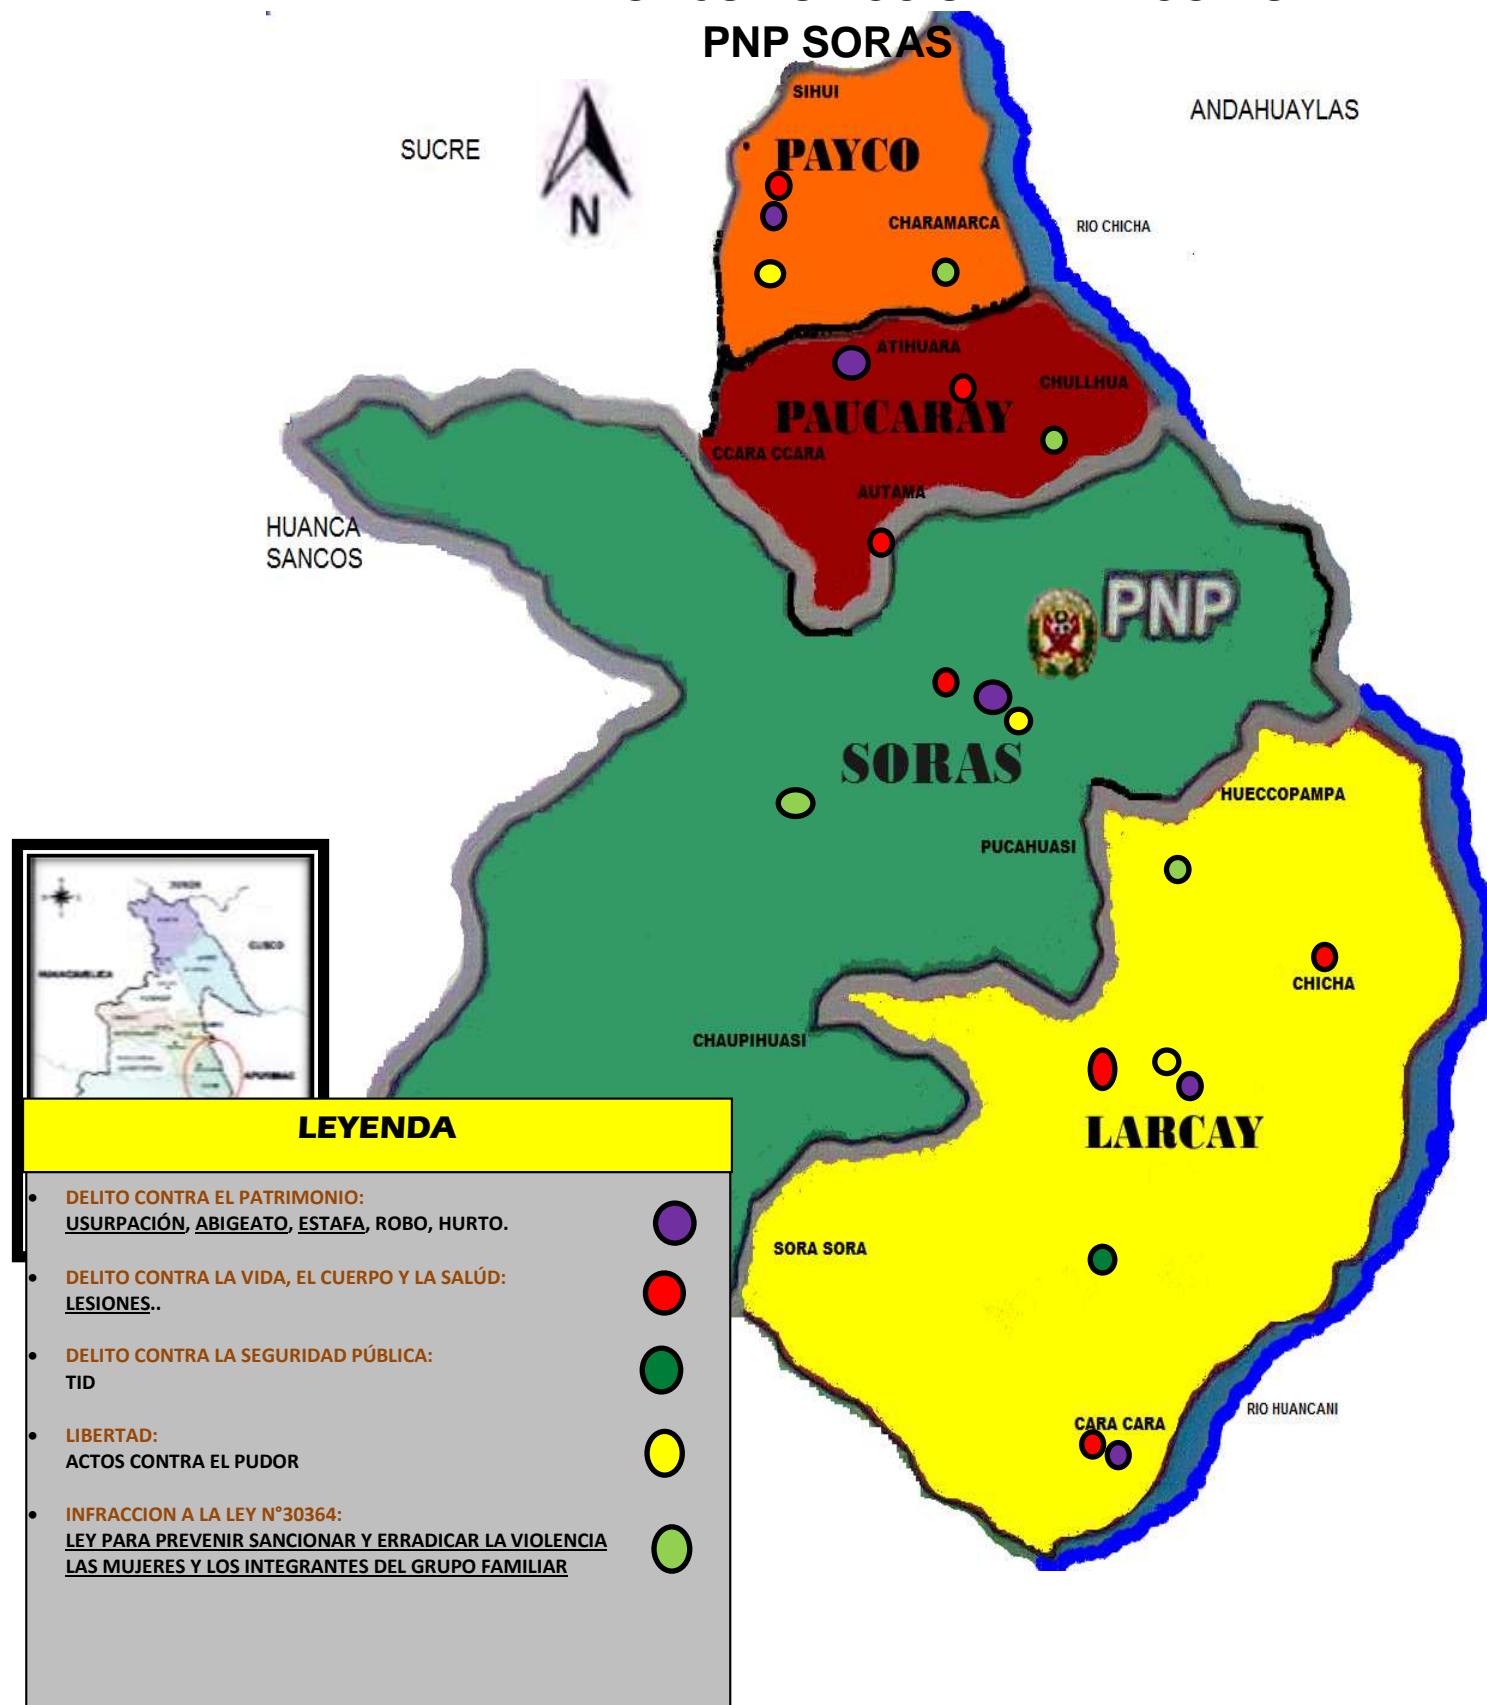 PNP SORAS
SIHUI
ANDAHUAYLAS
SUCRE
PAYCO
N
CHARAMARCA
RIO CHICHA
ATIHUARA
CHULLHUA
PAUCARAY
CCARA CCARA
AUTAMA
HUANCA
SANCOS
PNP
SORAS
HUECCOPAMPA
PUCAHUASI
CUSCO
CHICHA
CHAUPIHUASI
LARCAY
LEYENDA
• DELITO CONTRA EL PATRIMONIO:
USURPACIÓN, ABIGEATO, ESTAFA, ROBO, HURTO.
SORA SORA
• DELITO CONTRA LA VIDA, EL CUERPO Y LA SALÚD:
LESIONES..
• DELITO CONTRA LA SEGURIDAD PÚBLICA:
TID
RIO HUANCANI
CARA CARA
• LIBERTAD:
ACTOS CONTRA EL PUDOR
• INFRACCION A LA LEY N°30364:
LEY PARA PREVENIR SANCIONAR Y ERRADICAR LA VIOLENCIA
LAS MUJERES Y LOS INTEGRANTES DEL GRUPO FAMILIAR